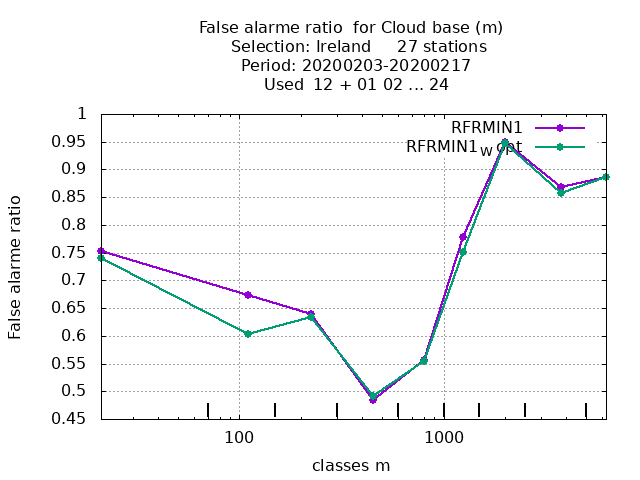 False alarme ratio  for Cloud base (m)
Selection: Ireland     27 stations
Period: 20200203-20200217
Used  12 + 01 02 ... 24
RFRMIN1
RFRMIN1w opt
1
0.95
0.9
0.85
0.8
0.75
0.7
0.65
0.6
0.55
0.5
0.45
False alarme ratio
100 1000
classes m